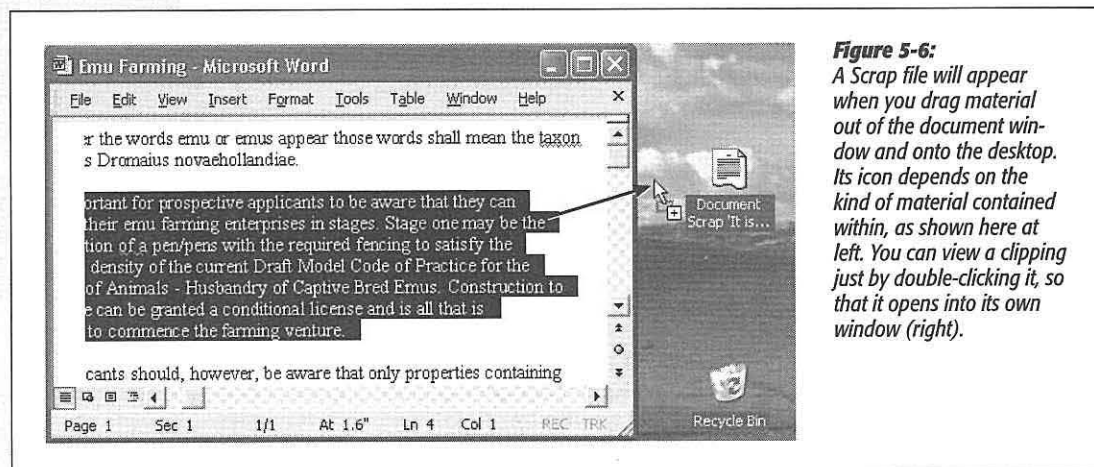 Emu Farming - Microsoft Word
File Edit View Insert Format Tools Table Window Help
r the words emu or emus appear those words shall mean the taxon
s Dromaius novaehollandiae.
ortant for prospective applicants to be aware that they can
their emu farming enterprises in stages. Stage one may be the
tion of a pen/pens with the required fencing to satisfy the
density of the current Draft Model Code of Practice for the
of Animals - Husbandry of Captive Bred Emus. Construction to
e can be granted a conditional license and is all that is
to commence the farming venture.
cants should, however, be aware that only properties containing
Page 1 Sec 1 1/1 At 1.6" Ln 4 Col 1 REC TRK
Document
Scrap 'It is...
Recycle Bin
Figure 5-6:
A Scrap file will appear
when you drag material
out of the document win-
dow and onto the desktop.
Its icon depends on the
kind of material contained
within, as shown here at
left. You can view a clipping
just by double-clicking it, so
that it opens into its own
window (right).